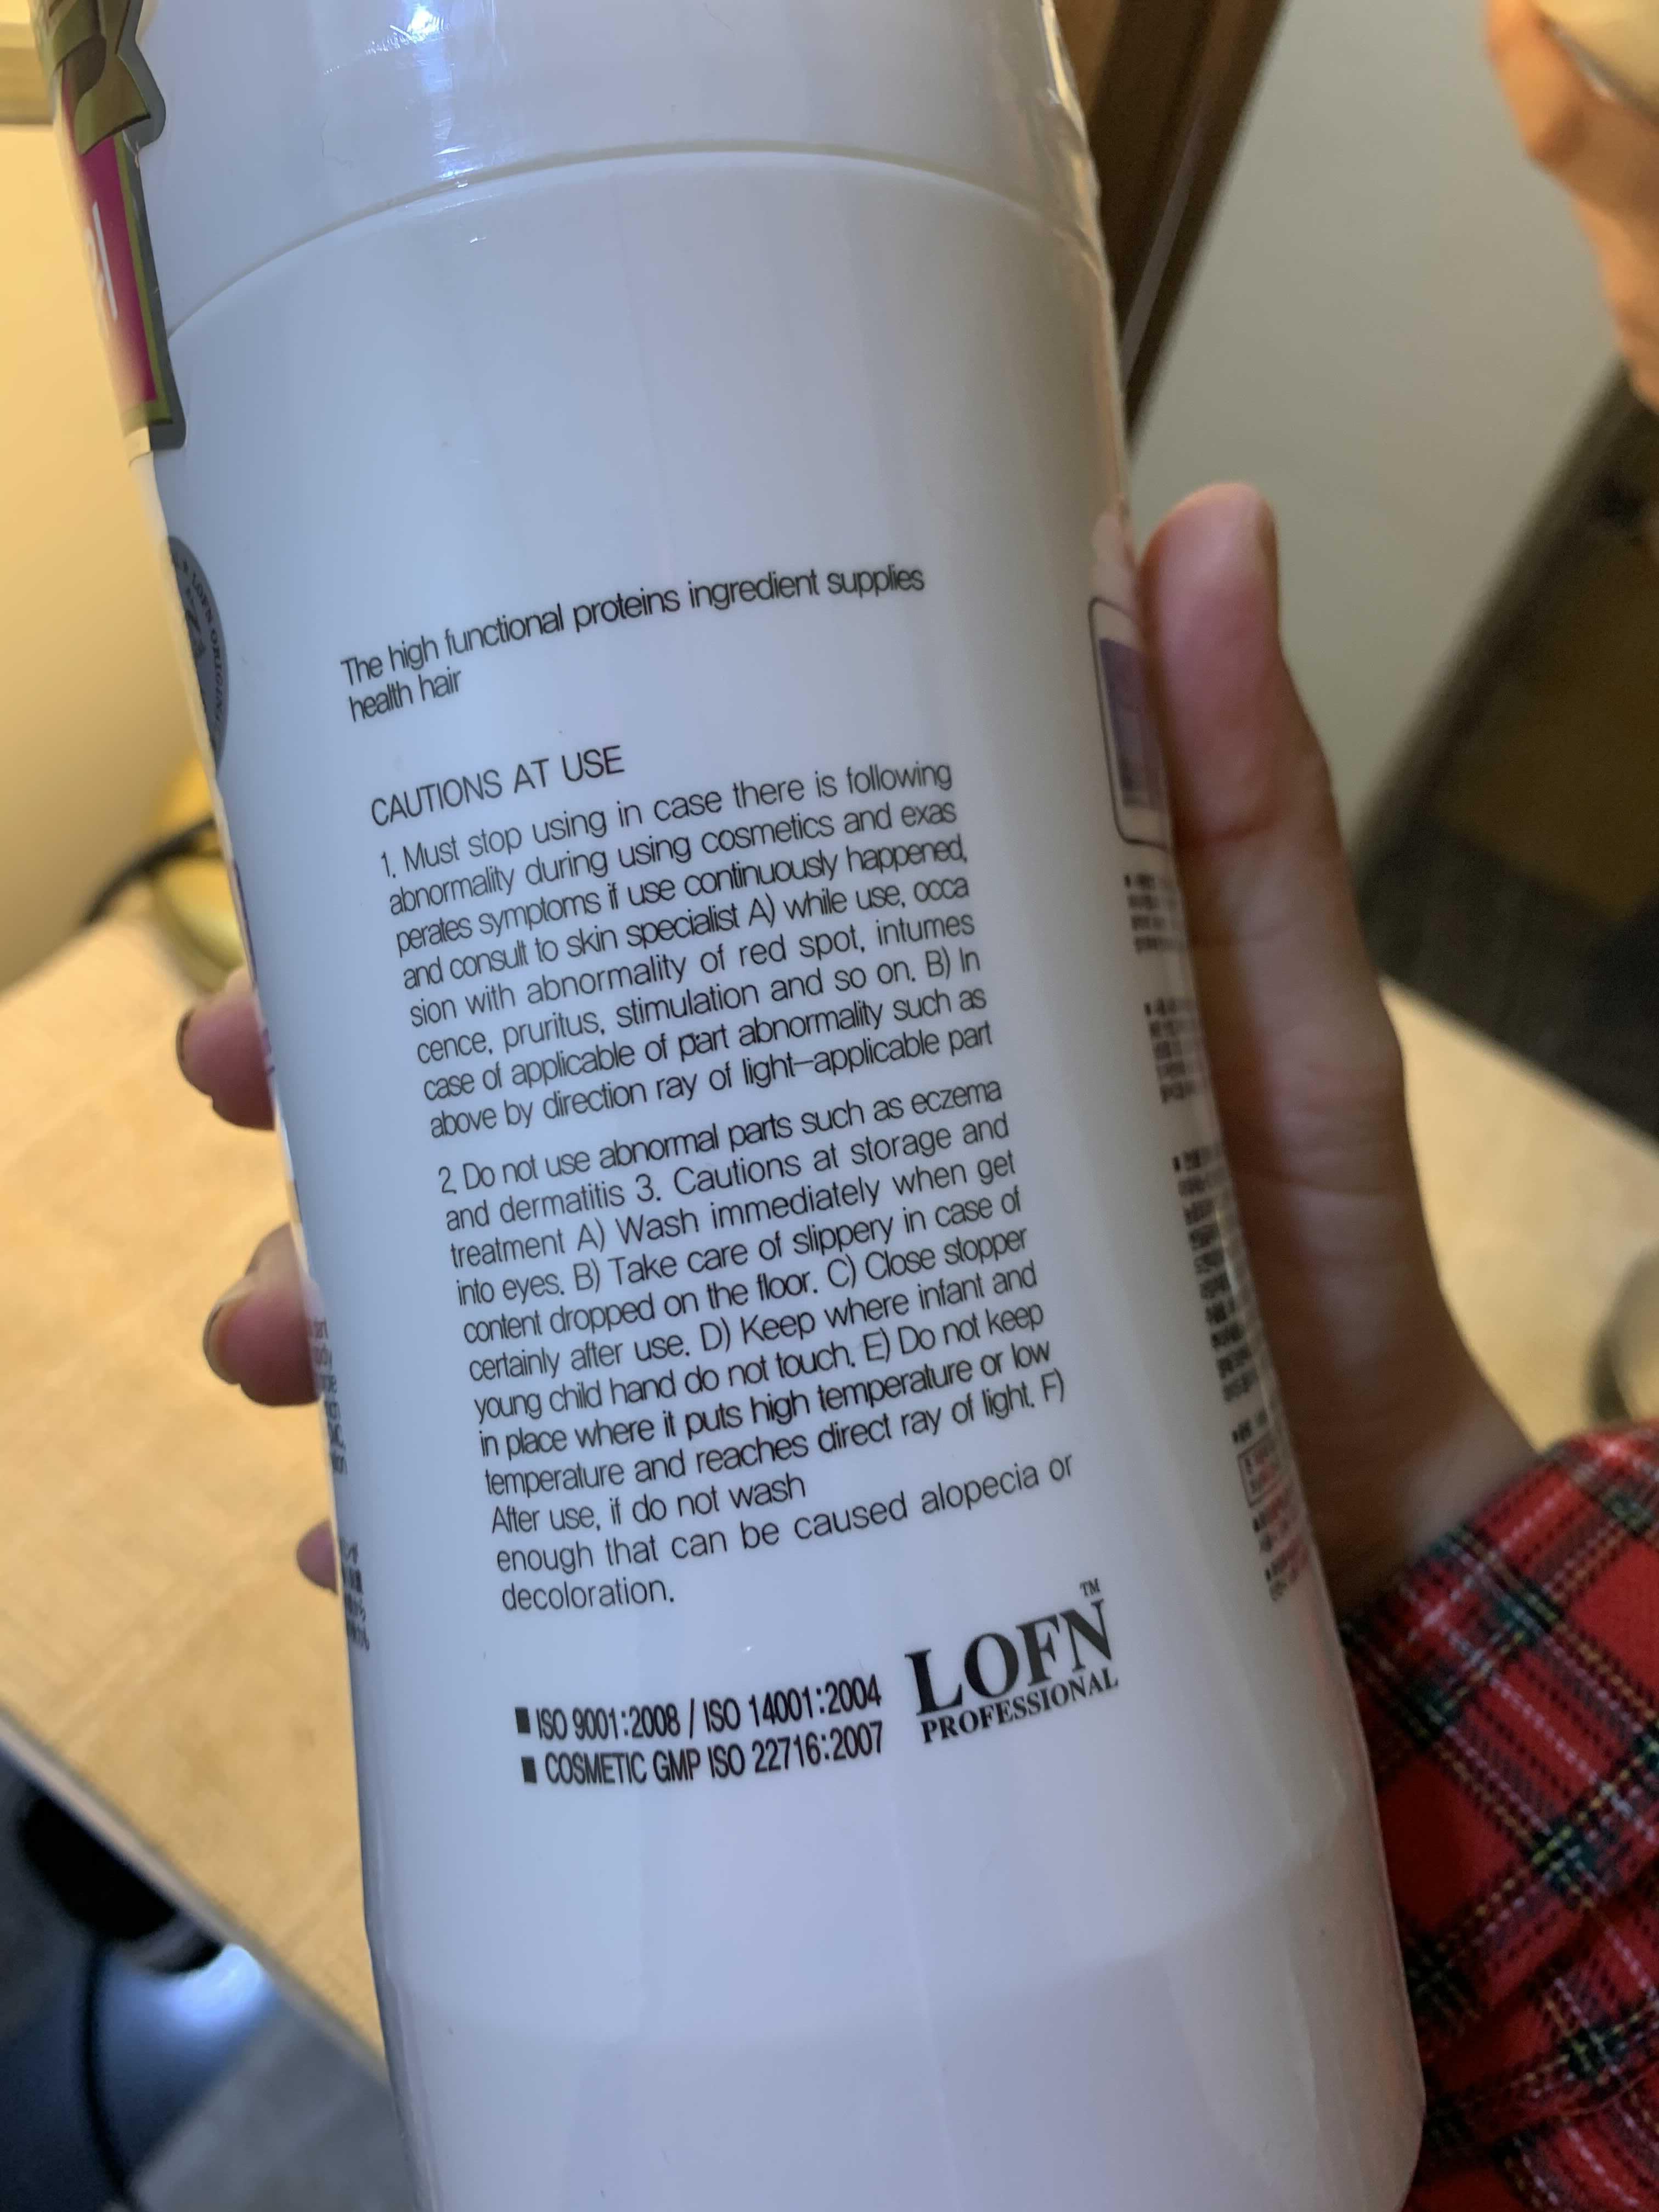 The high functional proteins ingredient supplies
health hair
CAUTIONS AT USE
1. Must stop using in case there is following
abnormality during using cosmetics and exas
perates symptoms if use continuously happened,
and consult to skin specialist A) while use, occa
sion with abnormality of red spot, intumes
cence, pruritus, stimulation and so on. B) In
case of applicable of part abnormality such as
above by direction ray of light-applicable part
2. Do not use abnormal parts such as eczema
and dermatitis 3. Cautions at storage and
treatment A) Wash immediately when get
into eyes. B) Take care of slippery in case of
content dropped on the floor. C) Close stopper
certainly after use. D) Keep where infant and
young child hand do not touch. E) Do not keep
in place where it puts high temperature or low
temperature and reaches direct ray of light. F)
After use, if do not wash
enough that can be caused alopecia or
decoloration.
■ ISO 9001:2008 / ISO 14001:2004
■ COSMETIC GMP ISO 22716:2007
LOFN™
PROFESSIONAL
LOFN